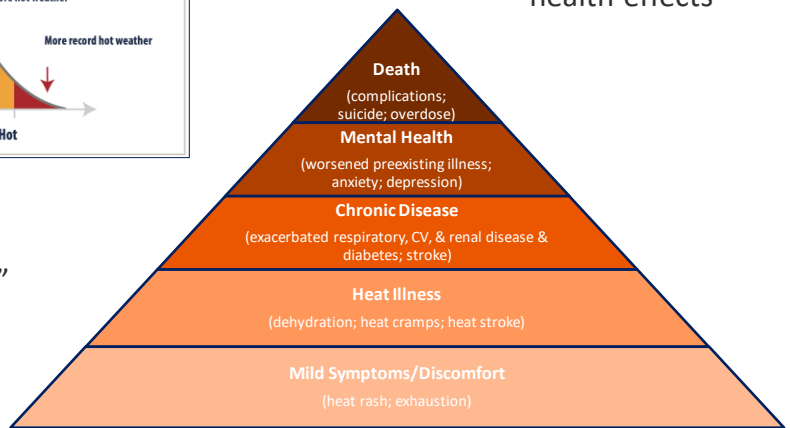 health effects
More record hot weather
Hot
Death
(complications;
suicide; overdose)
Mental Health
(worsened preexisting illness;
anxiety; depression)
Chronic Disease
(exacerbated respiratory, CV, & renal disease &
diabetes; stroke)
”
Heat Illness
(dehydration; heat cramps; heat stroke)
Mild Symptoms/Discomfort
(heat rash; exhaustion)